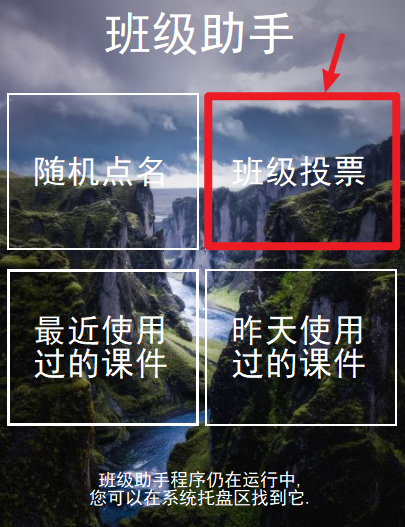 班级助手
随机点名
班级投票
最近使用
过的课件
昨天使用
过的课件
班级助手程序仍在运行中,
您可以在系统托盘区找到它.